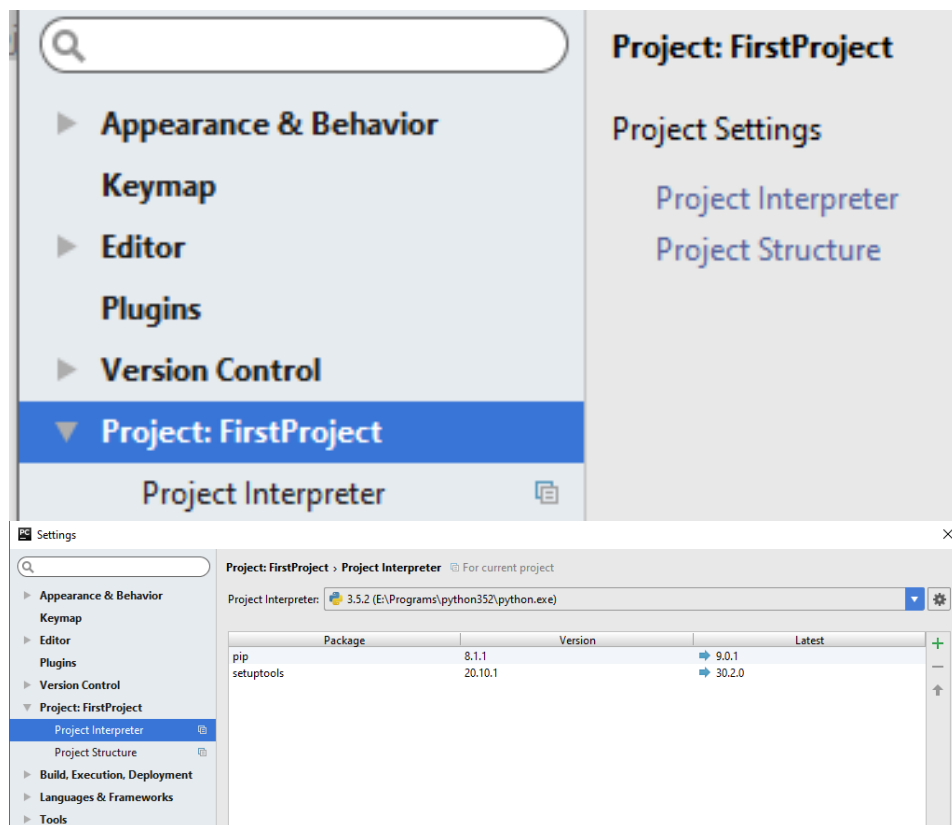 Project: FirstProject
Appearance & Behavior
Project Settings
Keymap
Project Interpreter
Editor
Project Structure
Plugins
Version Control
Project: FirstProject
Project Interpreter
PC Settings
Project: FirstProject › Project Interpreter For current project
Appearance & Behavior
Project Interpreter: 3.5.2 (E:\Programs\python352\python.exe)
Keymap
Editor
Package Version Latest
pip 8.1.1 9.0.1
Plugins
setuptools 20.10.1 30.2.0
Version Control
Project: FirstProject
Project Interpreter
Project Structure
Build, Execution, Deployment
Languages & Frameworks
Tools